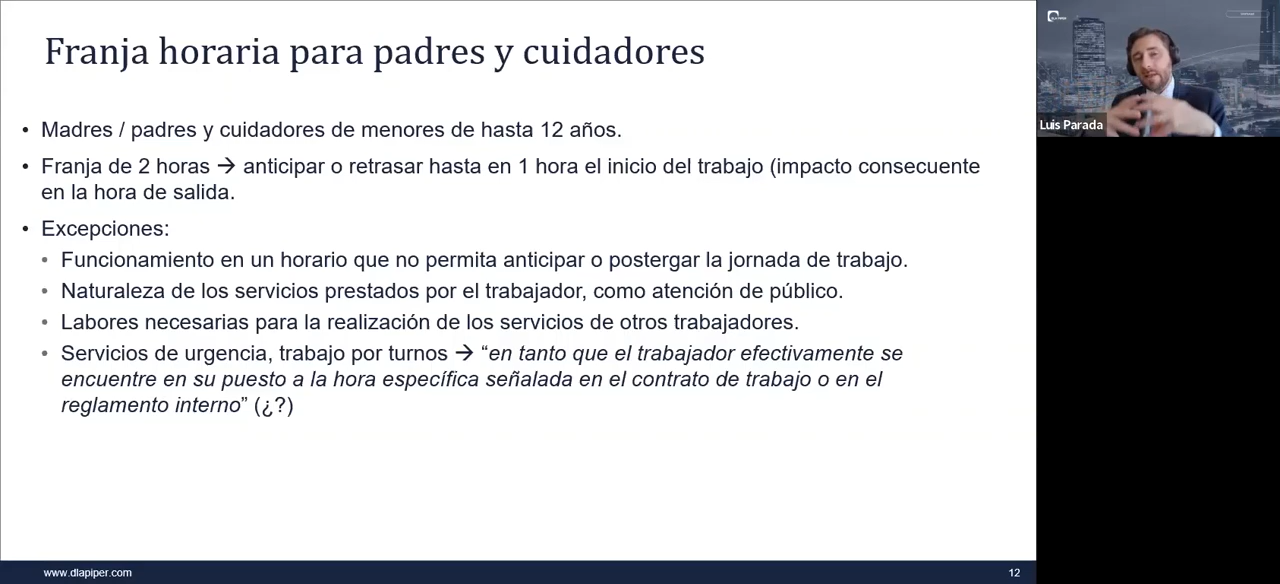 Franja horaria para padres y cuidadores
• Madres / padres y cuidadores de menores de hasta 12 años.
• Franja de 2 horas → anticipar o retrasar hasta en 1 hora el inicio del trabajo (impacto consecuente
en la hora de salida.
• Excepciones:
• Funcionamiento en un horario que no permita anticipar o postergar la jornada de trabajo.
• Naturaleza de los servicios prestados por el trabajador, como atención de público.
• Labores necesarias para la realización de los servicios de otros trabajadores.
• Servicios de urgencia, trabajo por turnos → “en tanto que el trabajador efectivamente se
encuentre en su puesto a la hora específica señalada en el contrato de trabajo o en el
reglamento interno” (¿?)
www.dlapiper.com
12
Luis Parada